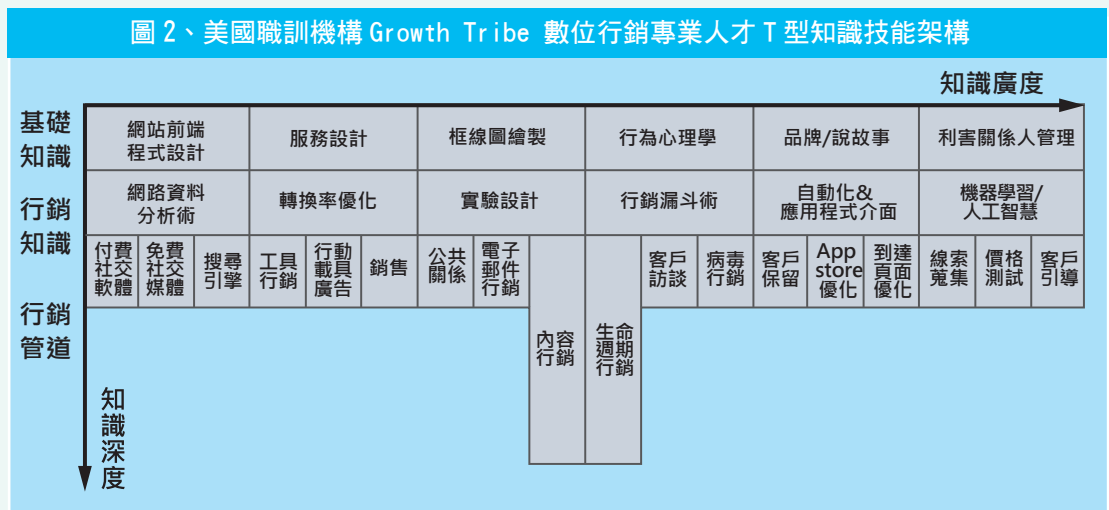 圖 2、美國職訓機構 Growth Tribe 數位行銷專業人才 T 型知識技能架構
知識廣度
基礎
知識
網站前端
程式設計
服務設計
框線圖繪製
行為心理學
品牌/說故事
利害關係人管理
行銷
知識
網路資料
分析術
轉換率優化
實驗設計
行銷漏斗術
自動化&
應用程式介面
機器學習/
人工智慧
行銷
管道
付費
社交
軟體
免費
社交
媒體
搜尋
引擎
工具
行銷
行動
載具
廣告
銷售
公共
關係
電子
郵件
行銷
內容
行銷
生命
週期
行銷
客戶
訪談
病毒
行銷
客戶
保留
App
store
優化
到達
頁面
優化
線索
蒐集
價格
測試
客戶
引導
知識深度